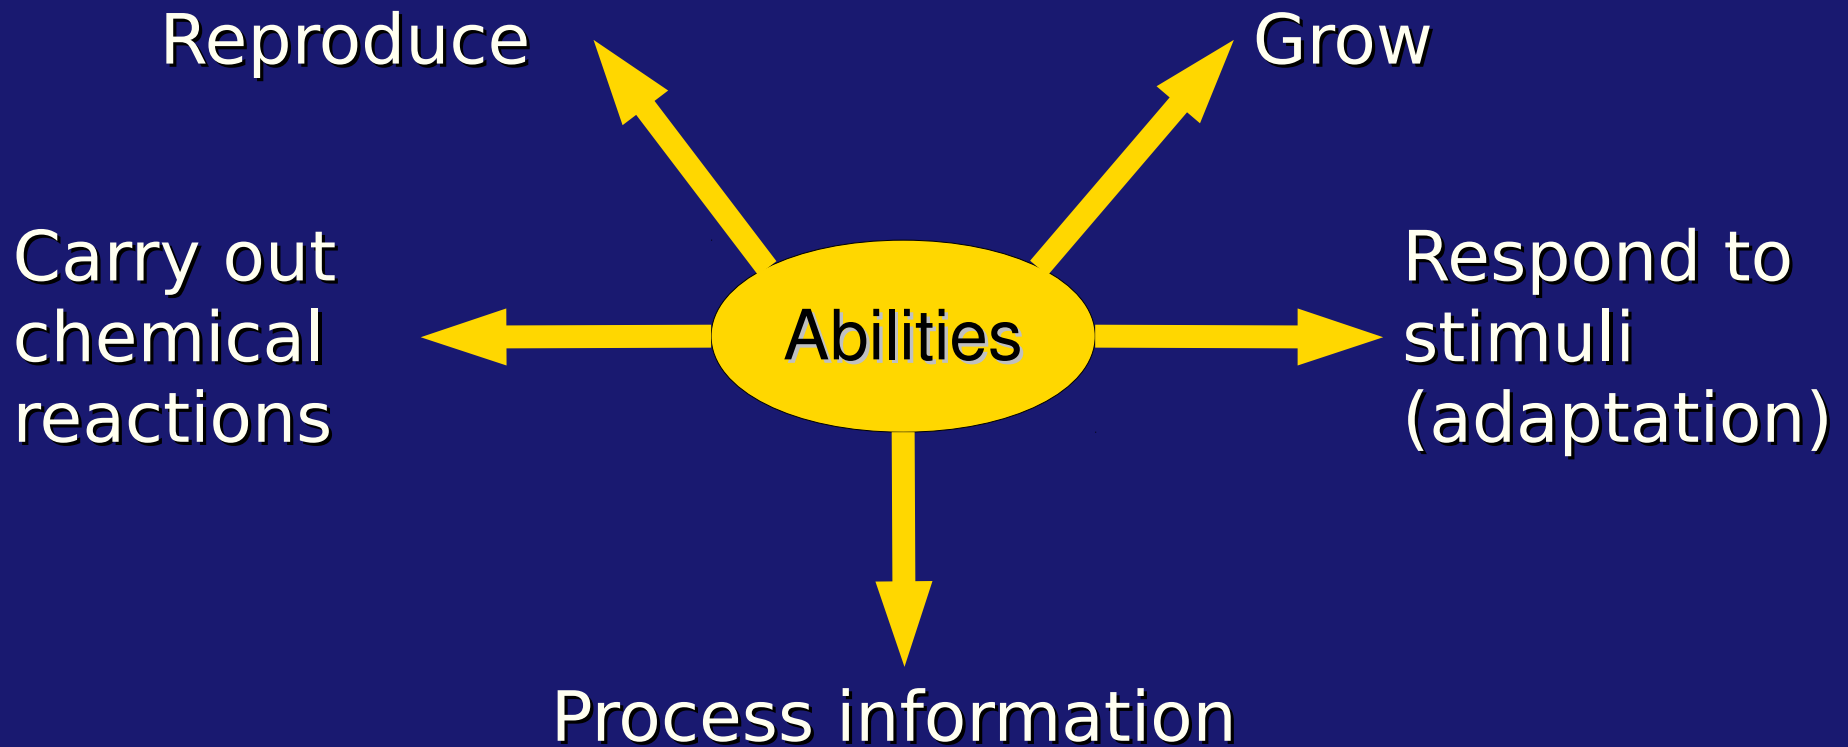 Reproduce
Grow
Carry out
chemical
reactions
Abilities
Respond to
stimuli
(adaptation)
Process information